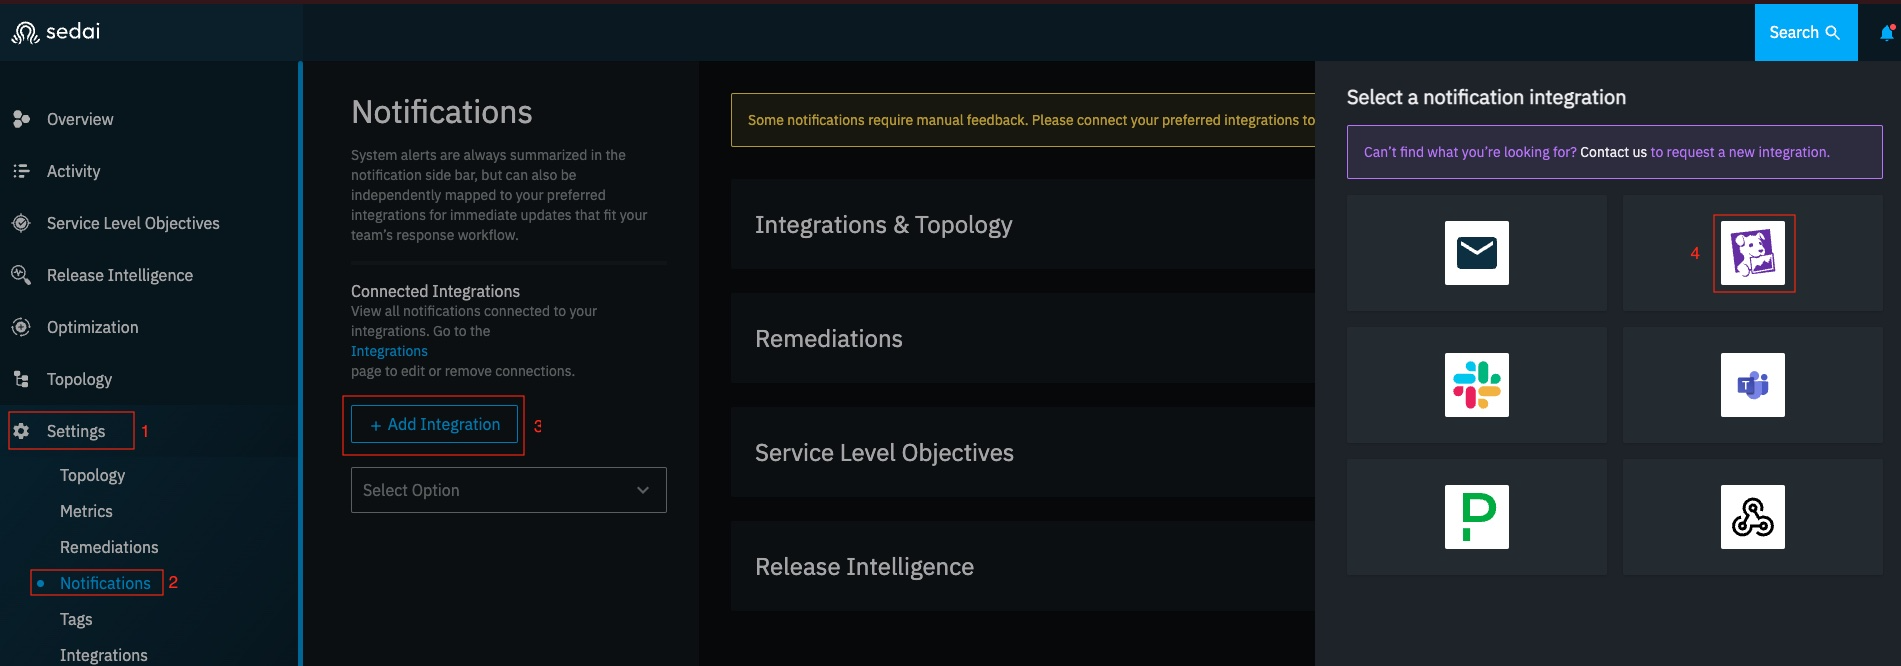 sedai
Search
Overview
Activity
Service Level Objectives
Release Intelligence
Optimization
Topology
Settings
1
Topology
Metrics
Remediations
Notifications
2
Tags
Integrations
Notifications
System alerts are always summarized in the
notification side bar, but can also be
independently mapped to your preferred
integrations for immediate updates that fit your
team's response workflow.
Connected Integrations
View all notifications connected to your
integrations. Go to the
Integrations
page to edit or remove connections.
+ Add Integration
3
Select Option
Some notifications require manual feedback. Please connect your preferred integrations to
Integrations & Topology
Remediations
Service Level Objectives
Release Intelligence
Select a notification integration
Can't find what you're looking for? Contact us to request a new integration.
4
T
P